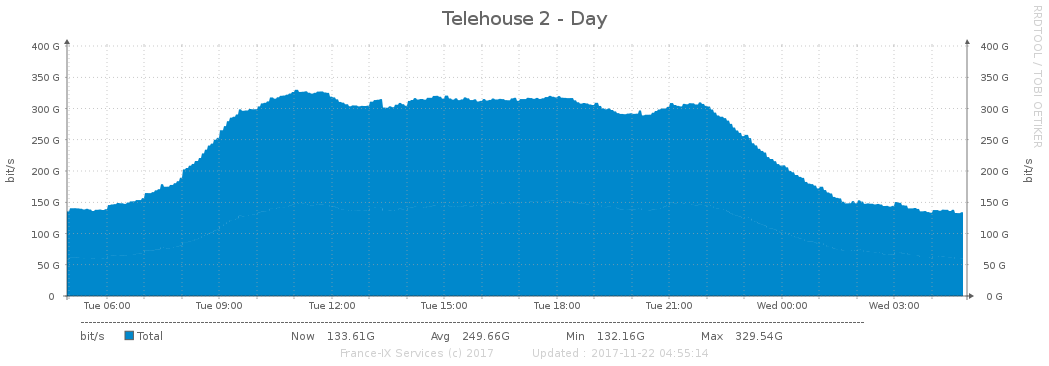 Telehouse 2 - Day
RRDTOOL / TOBI OETIKER
400 G 400 G
350 G 350 G
300 G 300 G
250 G 250 G
200 G 200 G
150 G 150 G
100 G 100 G
50 G 50 G
0 0 G
bit/s bit/s
Tue 06:00 Tue 09:00 Tue 12:00 Tue 15:00 Tue 18:00 Tue 21:00 Wed 00:00 Wed 03:00
bit/s Total Now 133.61G Avg 249.66G Min 132.16G Max 329.54G
France-IX Services (c) 2017 Updated : 2017-11-22 04:55:14